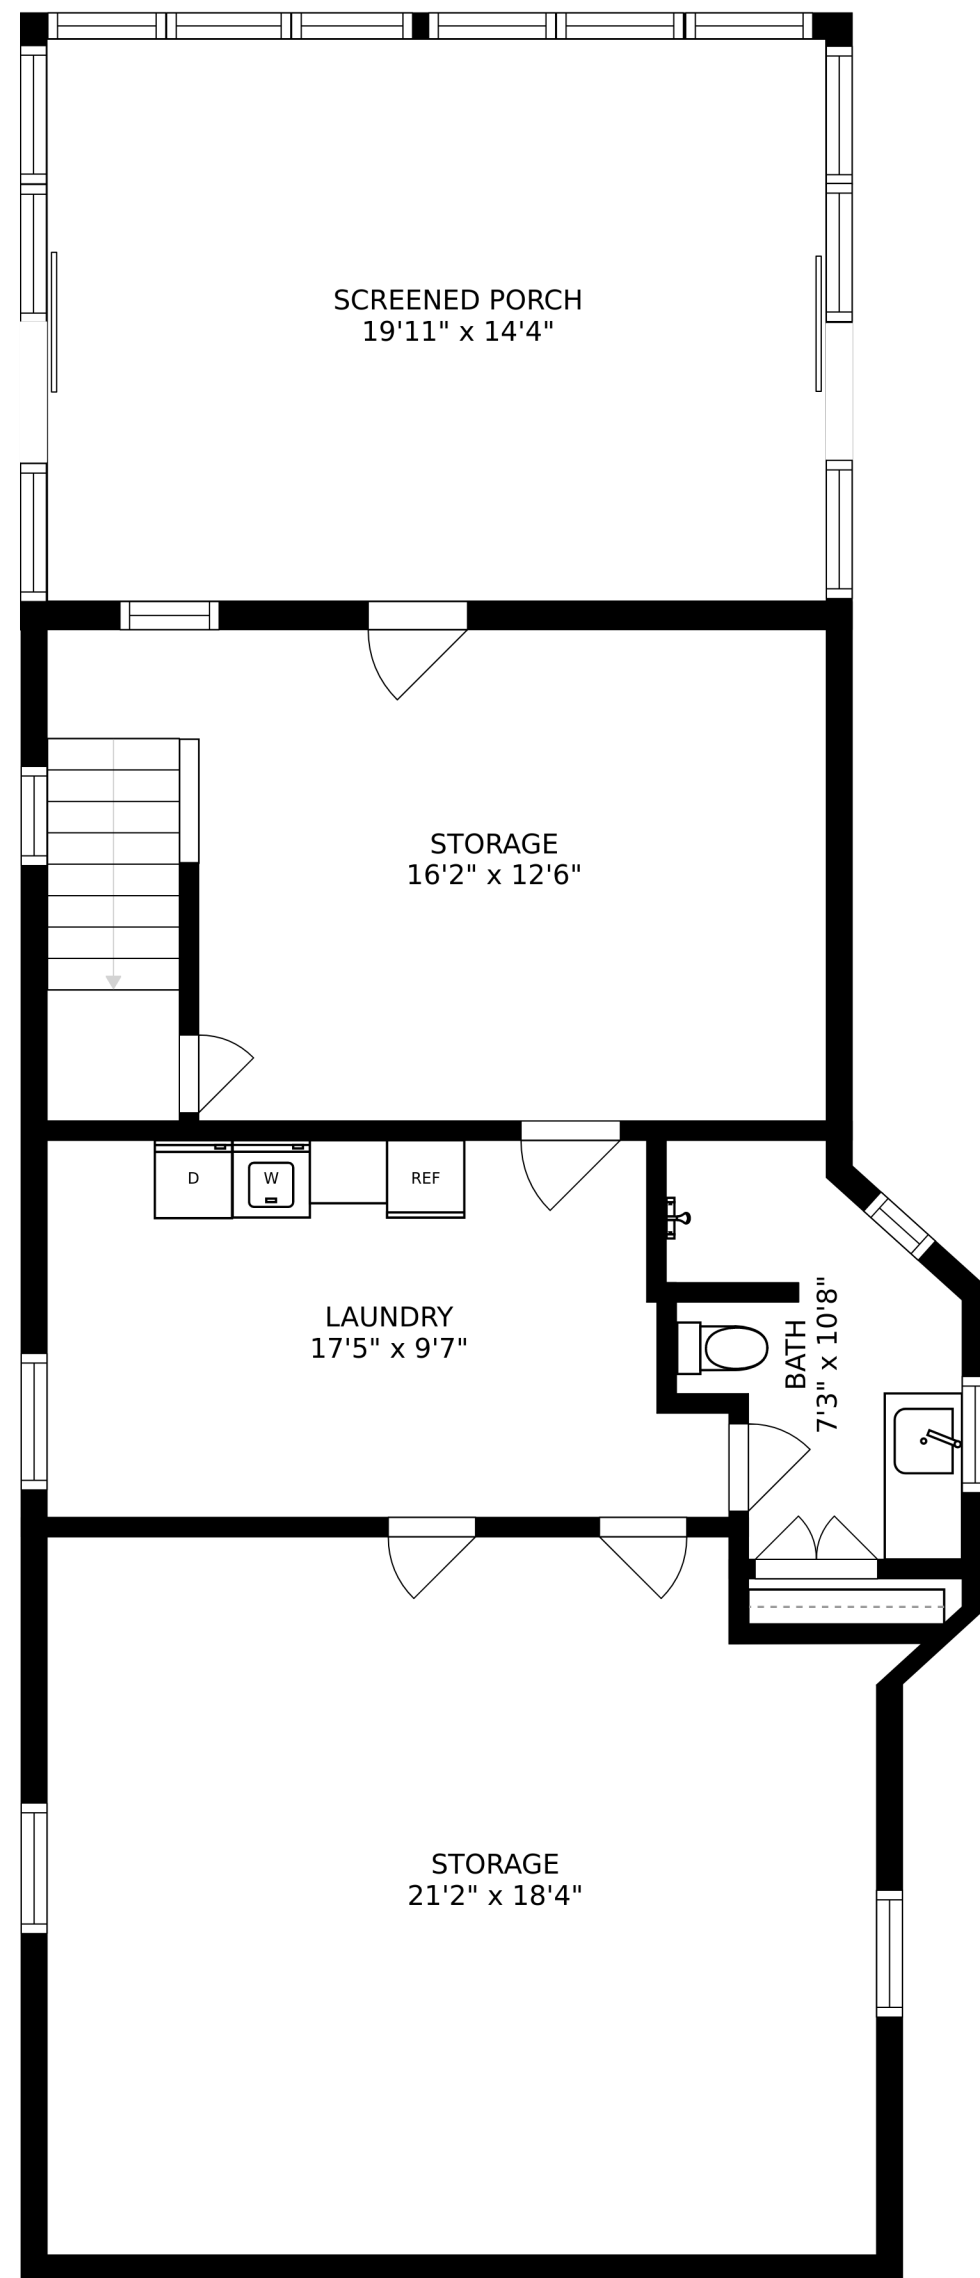 SCREENED PORCH
19'11" x 14'4"
STORAGE
16'2" x 12'6"
D
W
REF
LAUNDRY
17'5" x 9'7"
BATH
7'3" x 10'8"
STORAGE
21'2" x 18'4"